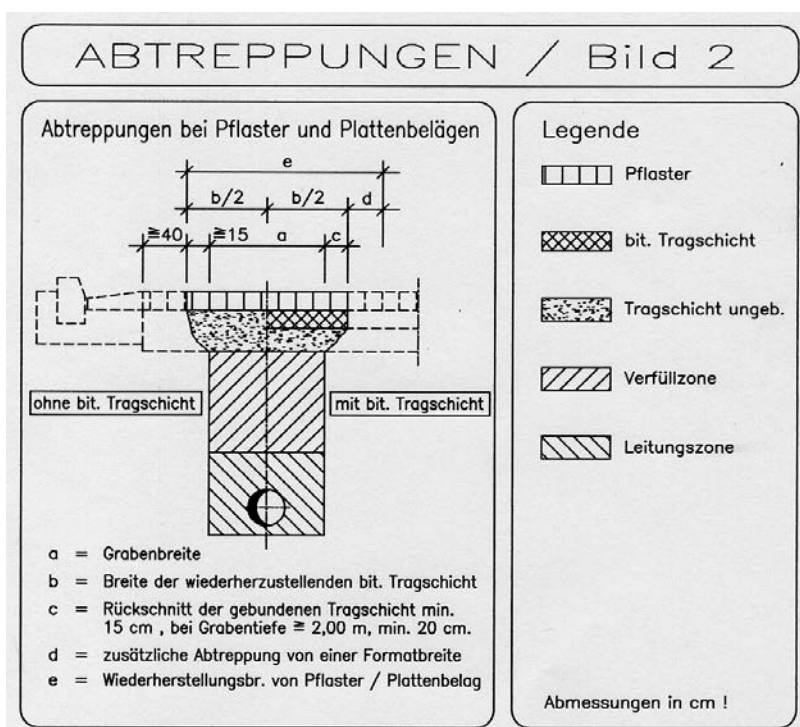 ABTREPPUNGEN / Bild 2
Abtreppungen bei Pflaster und Plattenbelägen
e
b/2 b/2 d
≧40 ≧15 a c
ohne bit. Tragschicht
mit bit. Tragschicht
a = Grabenbreite
b = Breite der wiederherzustellenden bit. Tragschicht
c = Rückschnitt der gebundenen Tragschicht min.
15 cm , bei Grabentiefe ≧ 2,00 m, min. 20 cm.
d = zusätzliche Abtreppung von einer Formatbreite
e = Wiederherstellungsbr. von Pflaster / Plattenbelag
Legende
Pflaster
bit. Tragschicht
Tragschicht ungeb.
Verfüllzone
Leitungszone
Abmessungen in cm !